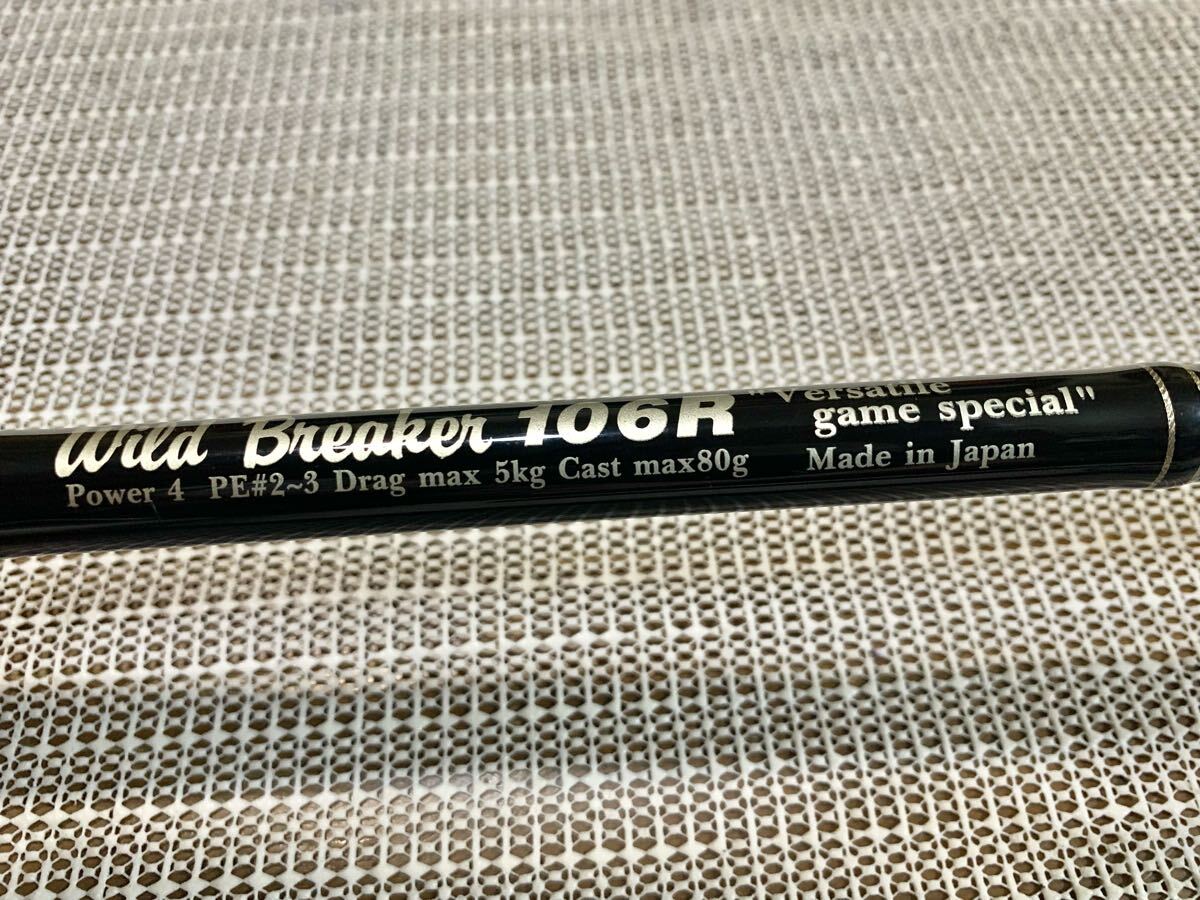 Wild Breaker 106R "Versatile
game special"
Power 4 PE#2~3 Drag max 5kg Cast max80g Made in Japan